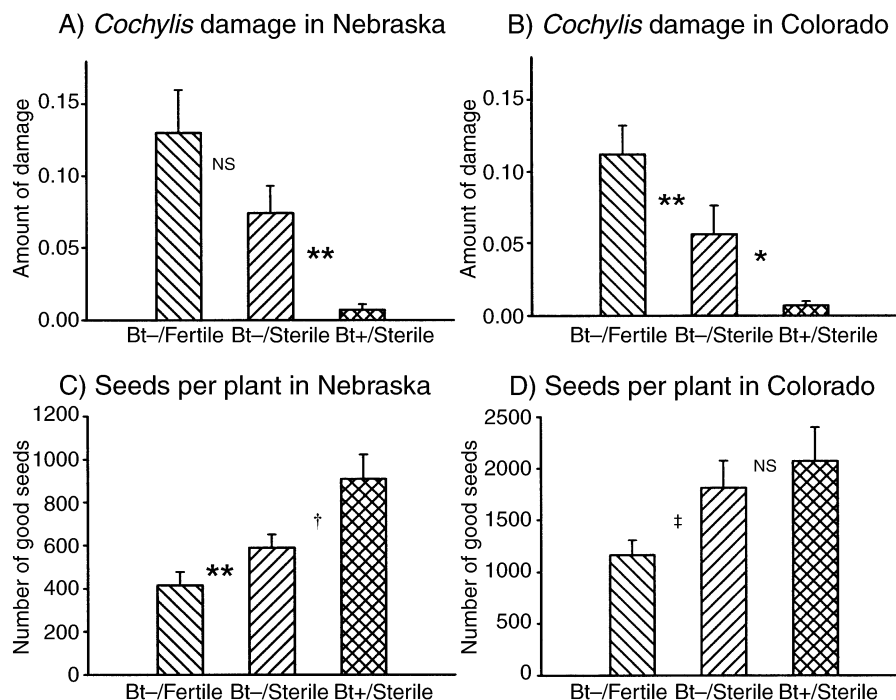 A) Cochylis damage in Nebraska
Amount of damage
0.15
0.10
0.05
0.00
NS
**
Bt–/Fertile Bt–/Sterile Bt+/Sterile
B) Cochylis damage in Colorado
Amount of damage
0.15
0.10
0.05
0.00
**
*
Bt–/Fertile Bt–/Sterile Bt+/Sterile
C) Seeds per plant in Nebraska
Number of good seeds
1200
1000
800
600
400
200
0
**
†
Bt–/Fertile Bt–/Sterile Bt+/Sterile
D) Seeds per plant in Colorado
Number of good seeds
2500
2000
1500
1000
500
0
‡
NS
Bt–/Fertile Bt–/Sterile Bt+/Sterile